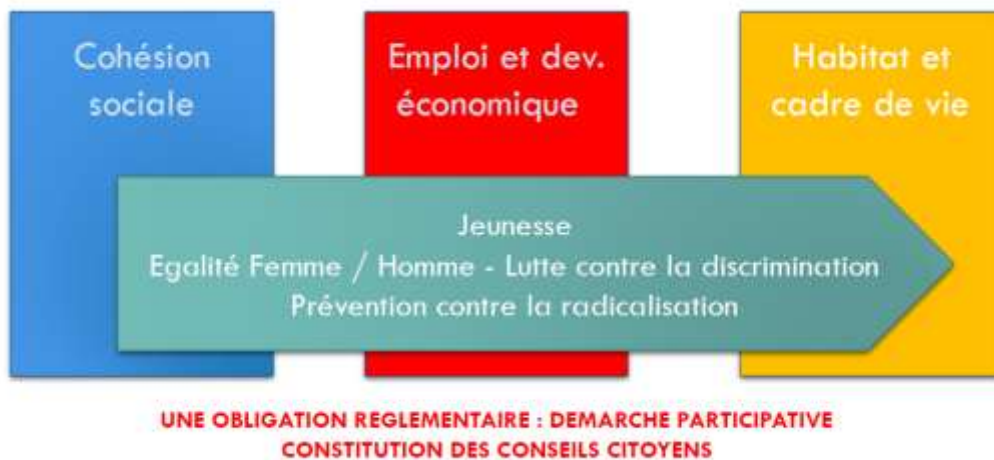 Cohésion
sociale
Emploi et dev.
économique
Habitat et
cadre de vie
Jeunesse
Egalité Femme / Homme - Lutte contre la discrimination
Prévention contre la radicalisation
UNE OBLIGATION REGLEMENTAIRE : DEMARCHE PARTICIPATIVE
CONSTITUTION DES CONSEILS CITOYENS